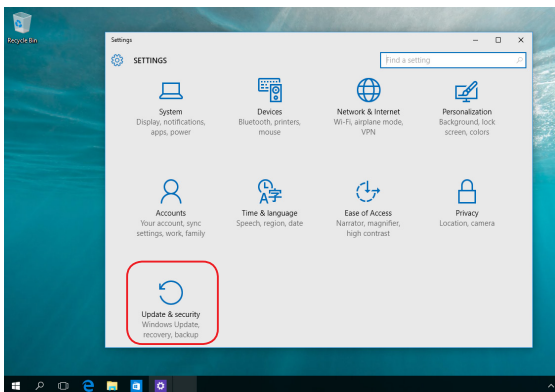 Recycle Bin
Settings
SETTINGS
Find a setting
System
Display, notifications,
apps, power
Devices
Bluetooth, printers,
mouse
Network & Internet
Wi-Fi, airplane mode,
VPN
Personalization
Background, lock
screen, colors
Accounts
Your account, sync
settings, work, family
Time & language
Speech, region, date
Ease of Access
Narrator, magnifier,
high contrast
Privacy
Location, camera
Update & security
Windows Update,
recovery, backup